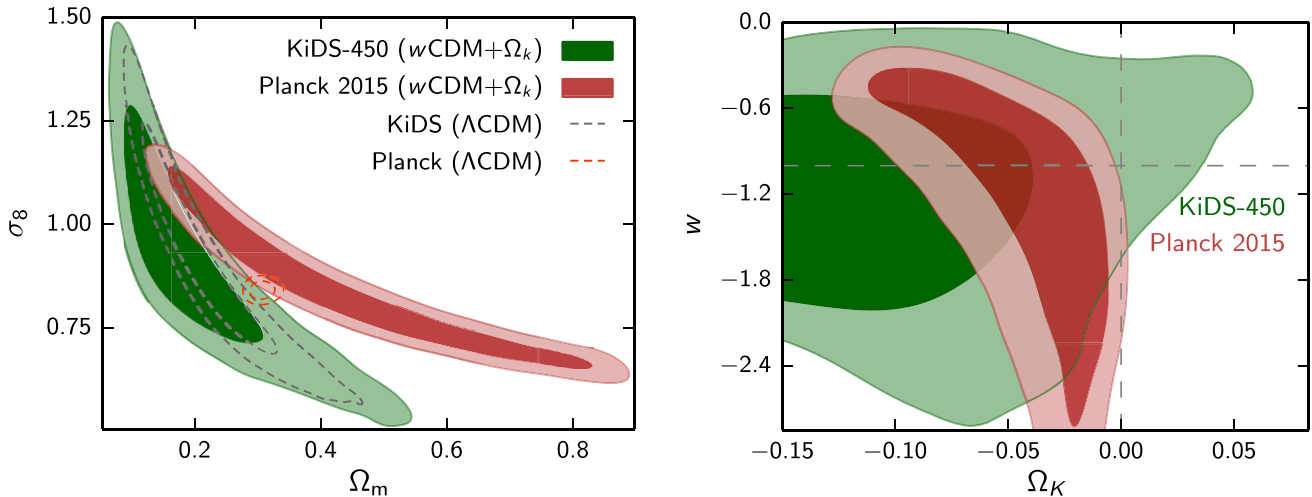 1.50
1.25
1.00
0.75
σ8
0.2
0.4
0.6
0.8
Ωm
KiDS-450 (wCDM+Ωk)
Planck 2015 (wCDM+Ωk)
KiDS (ΛCDM)
Planck (ΛCDM)
0.0
−0.6
−1.2
−1.8
−2.4
w
KiDS-450
Planck 2015
−0.15
−0.10
−0.05
0.00
0.05
ΩK